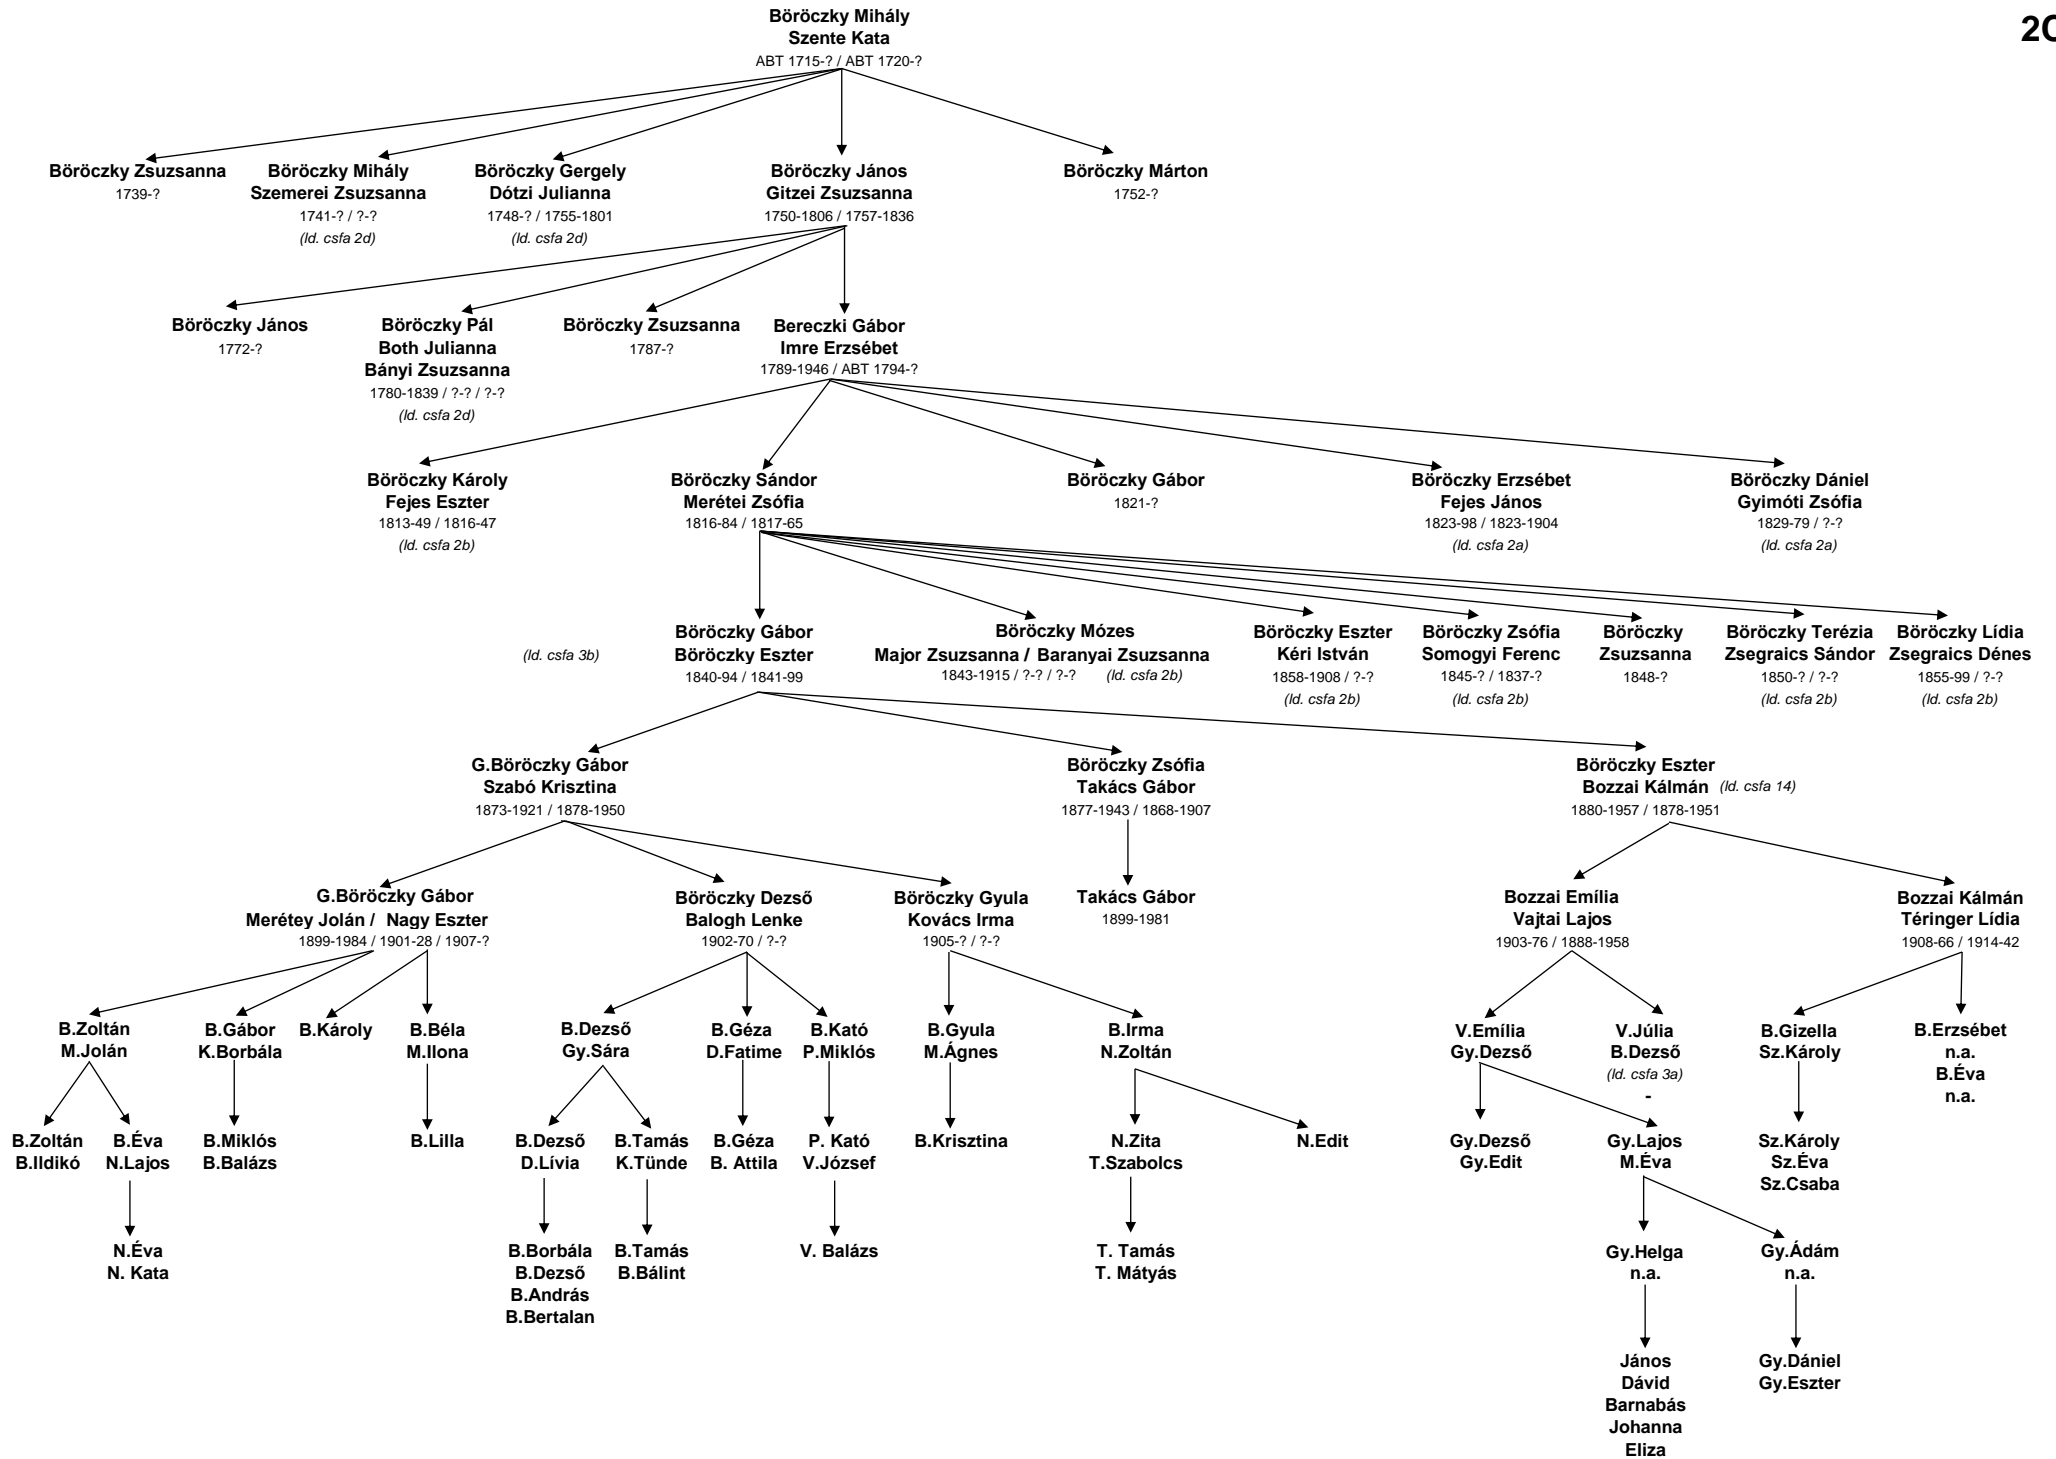 2C
Böröczky Mihály
Szente Kata
ABT 1715-? / ABT 1720-?
Böröczky Zsuzsanna
1739-?
Böröczky Mihály
Szemerei Zsuzsanna
1741-? / ?-?
(ld. csfa 2d)
Böröczky Gergely
Dótzi Julianna
1748-? / 1755-1801
(ld. csfa 2d)
Böröczky János
Gitzei Zsuzsanna
1750-1806 / 1757-1836
Böröczky Márton
1752-?
Böröczky János
1772-?
Böröczky Pál
Both Julianna
Bányi Zsuzsanna
1780-1839 / ?-? / ?-?
(ld. csfa 2d)
Böröczky Zsuzsanna
1787-?
Bereczki Gábor
Imre Erzsébet
1789-1946 / ABT 1794-?
Böröczky Károly
Fejes Eszter
1813-49 / 1816-47
(ld. csfa 2b)
Böröczky Sándor
Merétei Zsófia
1816-84 / 1817-65
Böröczky Gábor
1821-?
Böröczky Erzsébet
Fejes János
1823-98 / 1823-1904
(ld. csfa 2a)
Böröczky Dániel
Gyimóti Zsófia
1829-79 / ?-?
(ld. csfa 2a)
(ld. csfa 3b)
Böröczky Gábor
Böröczky Eszter
1840-94 / 1841-99
Böröczky Mózes
Major Zsuzsanna / Baranyai Zsuzsanna
1843-1915 / ?-? / ?-? (ld. csfa 2b)
Böröczky Eszter
Kéri István
1858-1908 / ?-?
(ld. csfa 2b)
Böröczky Zsófia
Somogyi Ferenc
1845-? / 1837-?
(ld. csfa 2b)
Böröczky
Zsuzsanna
1848-?
Böröczky Terézia
Zsegraics Sándor
1850-? / ?-?
(ld. csfa 2b)
Böröczky Lídia
Zsegraics Dénes
1855-99 / ?-?
(ld. csfa 2b)
G.Böröczky Gábor
Szabó Krisztina
1873-1921 / 1878-1950
Böröczky Zsófia
Takács Gábor
1877-1943 / 1868-1907
Böröczky Eszter
Bozzai Kálmán (ld. csfa 14)
1880-1957 / 1878-1951
G.Böröczky Gábor
Merétey Jolán / Nagy Eszter
1899-1984 / 1901-28 / 1907-?
Böröczky Dezső
Balogh Lenke
1902-70 / ?-?
Böröczky Gyula
Kovács Irma
1905-? / ?-?
Takács Gábor
1899-1981
Bozzai Emília
Vajtai Lajos
1903-76 / 1888-1958
Bozzai Kálmán
Téringer Lídia
1908-66 / 1914-42
B.Zoltán
M.Jolán
B.Gábor
K.Borbála
B.Károly
B.Béla
M.Ilona
B.Dezső
Gy.Sára
B.Géza
D.Fatime
B.Kató
P.Miklós
B.Gyula
M.Ágnes
B.Irma
N.Zoltán
V.Emília
Gy.Dezső
V.Júlia
B.Dezső
(ld. csfa 3a)
-
B.Gizella
Sz.Károly
B.Erzsébet
n.a.
B.Éva
n.a.
B.Zoltán
B.Ildikó
B.Éva
N.Lajos
B.Miklós
B.Balázs
B.Lilla
B.Dezső
D.Lívia
B.Tamás
K.Tünde
B.Géza
B. Attila
P. Kató
V.József
B.Krisztina
N.Zita
T.Szabolcs
N.Edit
Gy.Dezső
Gy.Edit
Gy.Lajos
M.Éva
Sz.Károly
Sz.Éva
Sz.Csaba
N.Éva
N. Kata
B.Borbála
B.Dezső
B.András
B.Bertalan
B.Tamás
B.Bálint
V. Balázs
T. Tamás
T. Mátyás
Gy.Helga
n.a.
Gy.Ádám
n.a.
János
Dávid
Barnabás
Johanna
Eliza
Gy.Dániel
Gy.Eszter